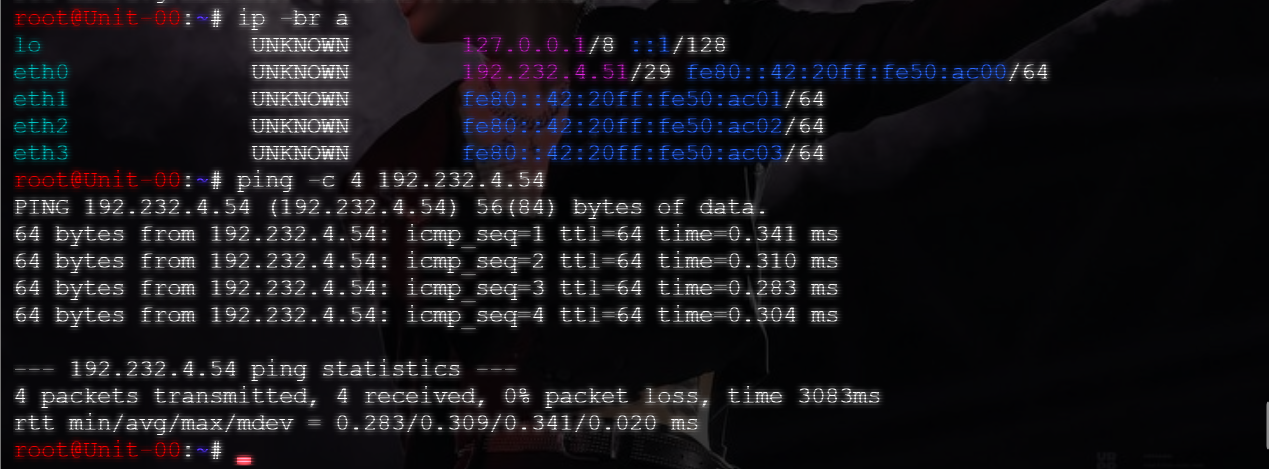 root@Unit-00:~# ip -br a
lo UNKNOWN 127.0.0.1/8 ::1/128
eth0 UNKNOWN 192.232.4.51/29 fe80::42:20ff:fe50:ac00/64
eth1 UNKNOWN fe80::42:20ff:fe50:ac01/64
eth2 UNKNOWN fe80::42:20ff:fe50:ac02/64
eth3 UNKNOWN fe80::42:20ff:fe50:ac03/64
root@Unit-00:~# ping -c 4 192.232.4.54
PING 192.232.4.54 (192.232.4.54) 56(84) bytes of data.
64 bytes from 192.232.4.54: icmp_seq=1 ttl=64 time=0.341 ms
64 bytes from 192.232.4.54: icmp_seq=2 ttl=64 time=0.310 ms
64 bytes from 192.232.4.54: icmp_seq=3 ttl=64 time=0.283 ms
64 bytes from 192.232.4.54: icmp_seq=4 ttl=64 time=0.304 ms
--- 192.232.4.54 ping statistics ---
4 packets transmitted, 4 received, 0% packet loss, time 3083ms
rtt min/avg/max/mdev = 0.283/0.309/0.341/0.020 ms
root@Unit-00:~#